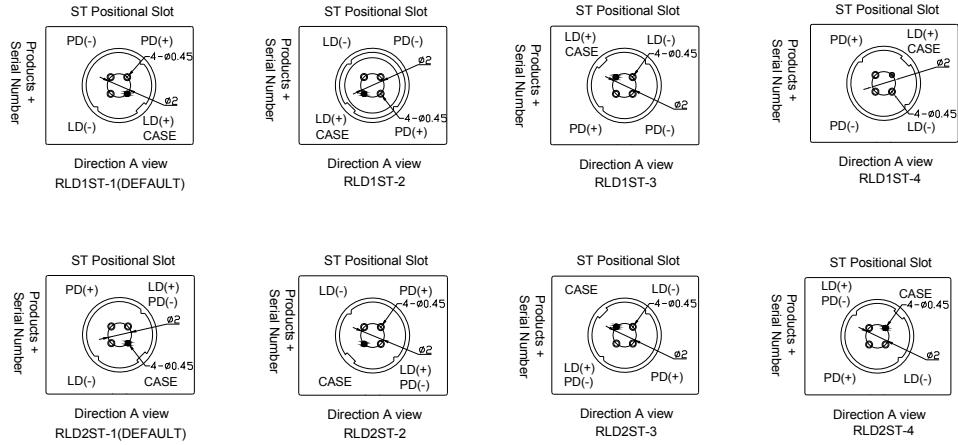 ST Positional Slot
Products +
Serial Number
PD(-)
PD(+)
4-ø0.45
ø2
LD(-)
LD(+)
CASE
Direction A view
RLD1ST-1(DEFAULT)
ST Positional Slot
Products +
Serial Number
LD(-)
PD(-)
ø2
4-ø0.45
LD(+)
CASE
PD(+)
Direction A view
RLD1ST-2
ST Positional Slot
Products +
Serial Number
LD(+)
CASE
LD(-)
4-ø0.45
ø2
PD(+)
PD(-)
Direction A view
RLD1ST-3
ST Positional Slot
Products +
Serial Number
PD(+)
LD(+)
CASE
ø2
4-ø0.45
PD(-)
LD(-)
Direction A view
RLD1ST-4
ST Positional Slot
Products +
Serial Number
PD(+)
LD(+)
PD(-)
ø2
4-ø0.45
LD(-)
CASE
Direction A view
RLD2ST-1(DEFAULT)
ST Positional Slot
Products +
Serial Number
LD(-)
PD(+)
4-ø0.45
ø2
CASE
LD(+)
PD(-)
Direction A view
RLD2ST-2
ST Positional Slot
Products +
Serial Number
CASE
LD(-)
4-ø0.45
ø2
LD(+)
PD(-)
PD(+)
Direction A view
RLD2ST-3
ST Positional Slot
Products +
Serial Number
LD(+)
PD(-)
CASE
4-ø0.45
ø2
PD(+)
LD(-)
Direction A view
RLD2ST-4